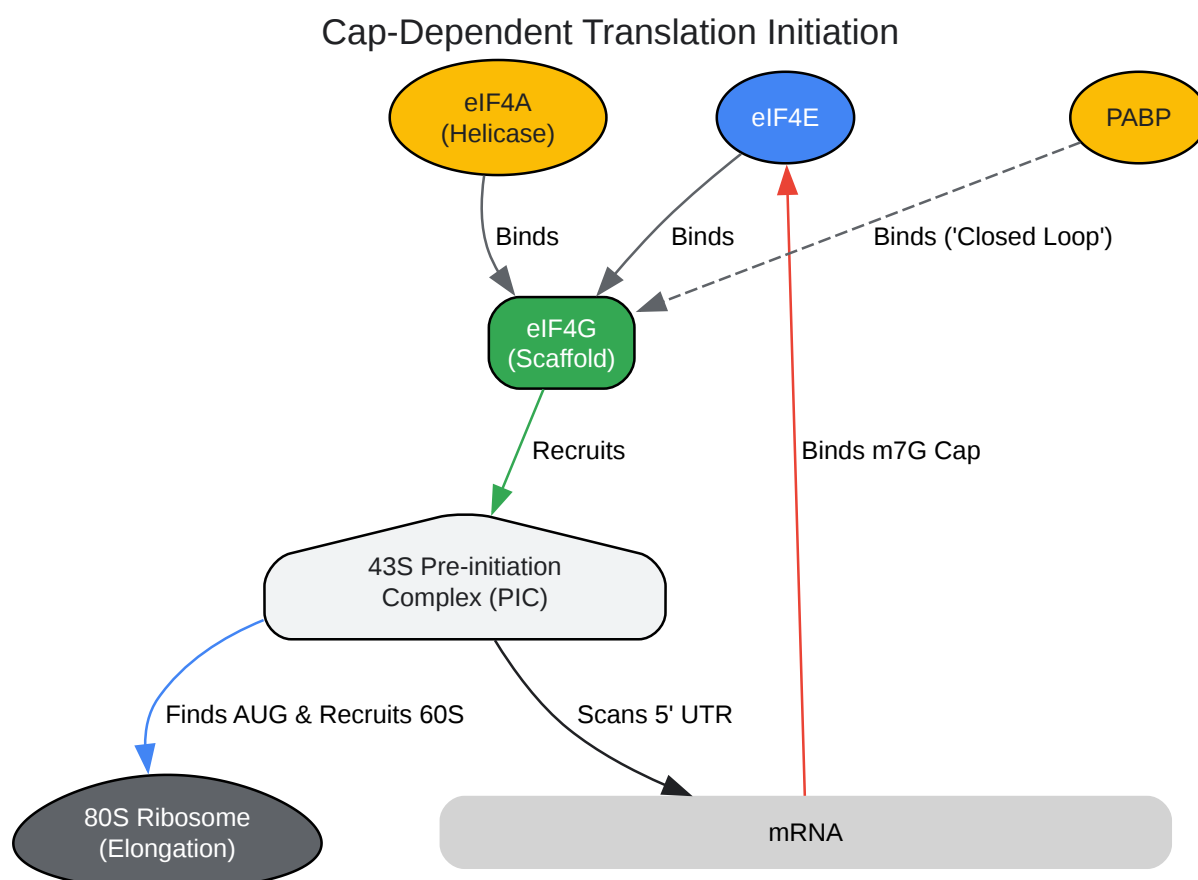 Cap-Dependent Translation Initiation
eIF4A
(Helicase)
eIF4E
PABP
Binds
Binds
Binds ('Closed Loop')
eIF4G
(Scaffold)
Recruits
Binds m7G Cap
43S Pre-initiation
Complex (PIC)
Finds AUG & Recruits 60S
Scans 5' UTR
80S Ribosome
(Elongation)
mRNA